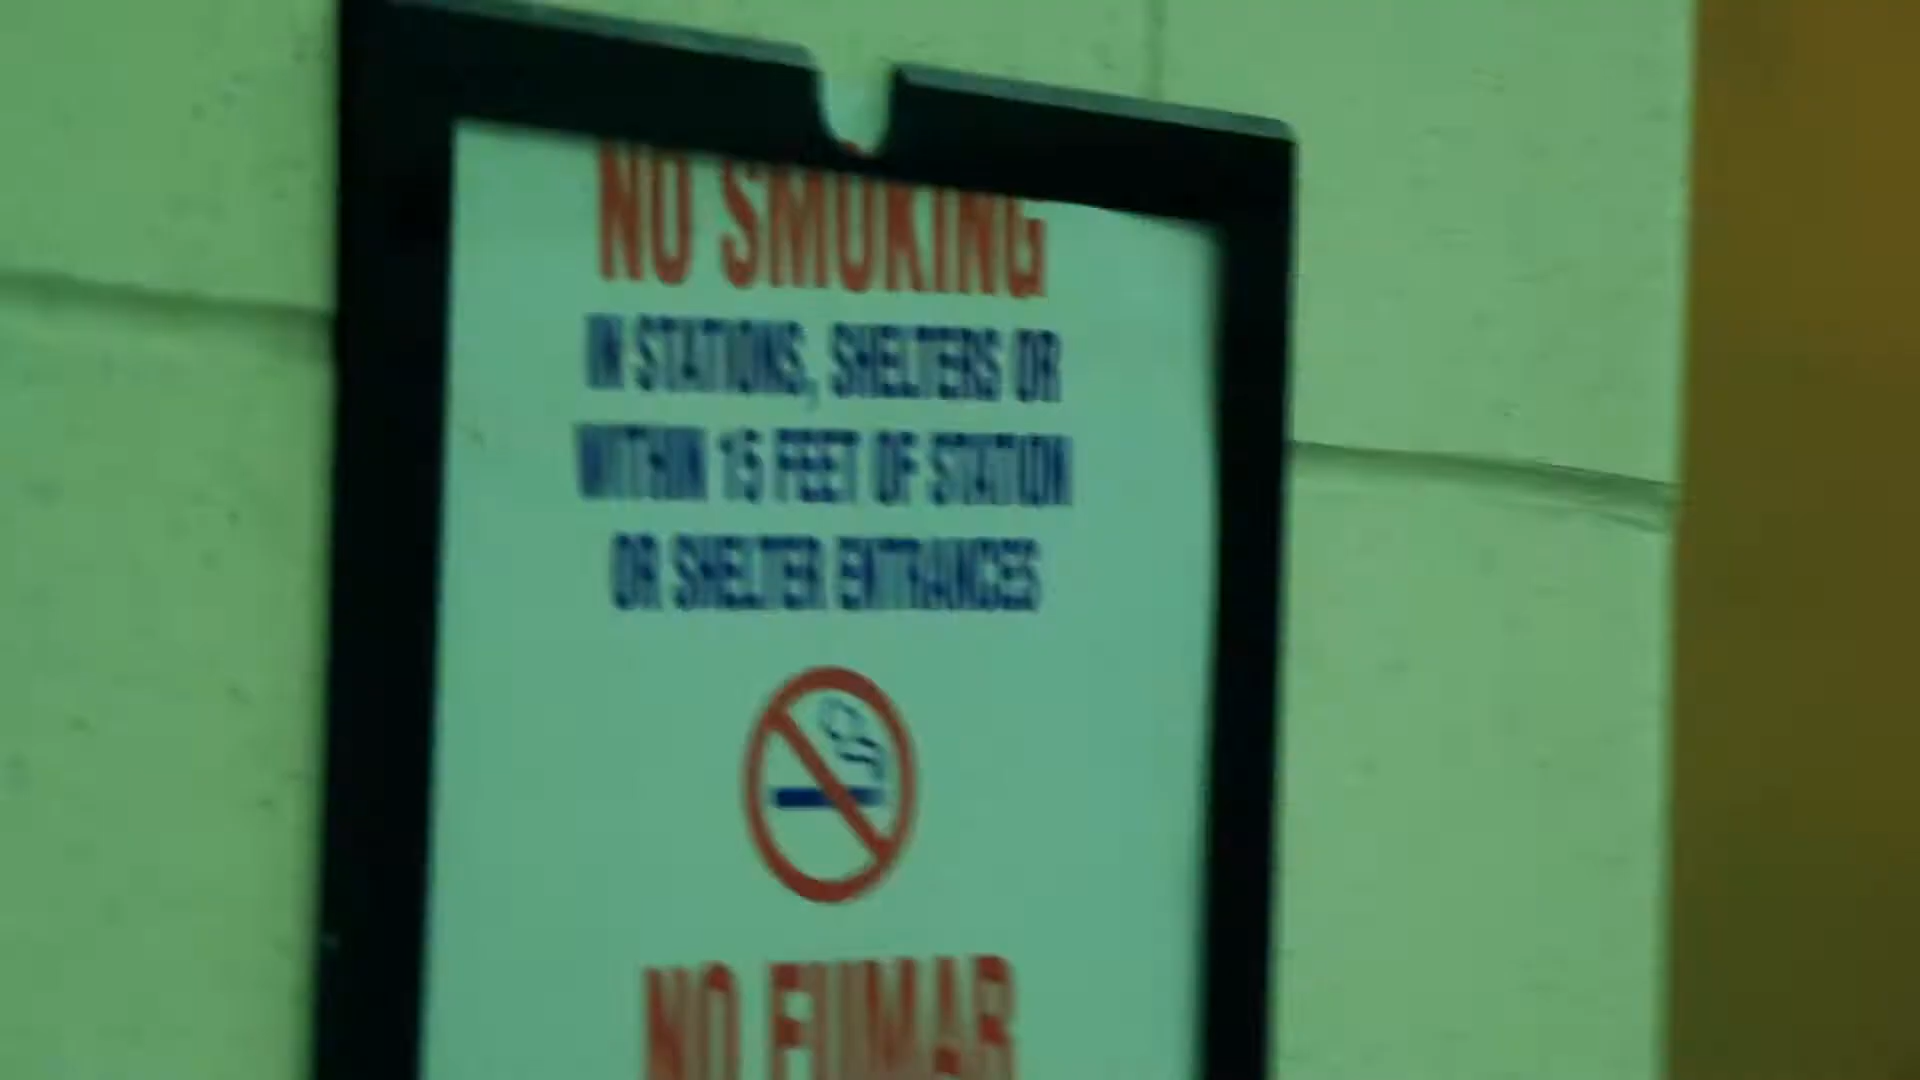 NO SMOKING
IN STATIONS, SHELTERS OR
WITHIN 15 FEET OF STATION
OR SHELTER ENTRANCES
NO FUMAR